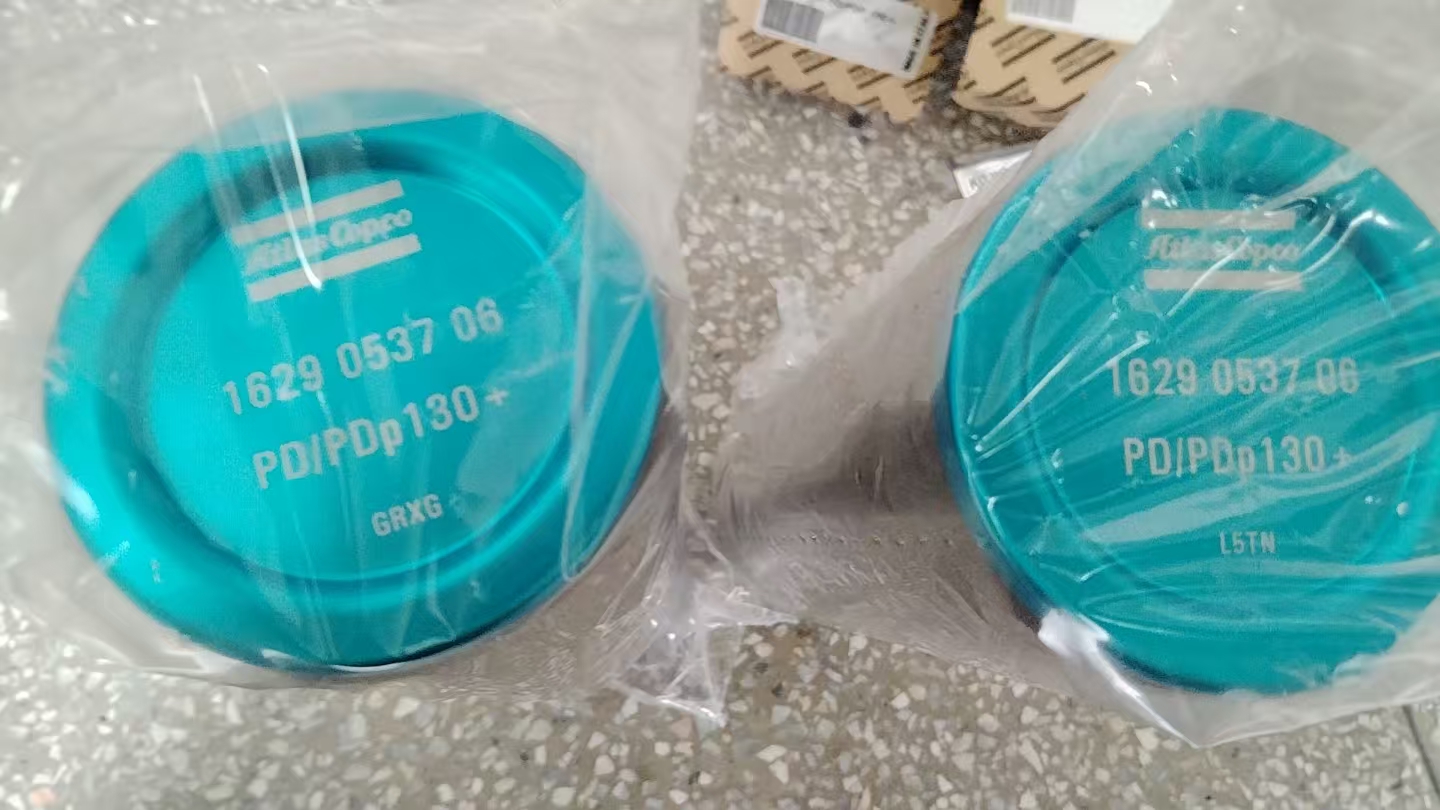 Atlas Copco
1629 0537 06
PD/PDp130+
GRXG
Atlas Copco
1629 0537 06
PD/PDp130+
L5TN